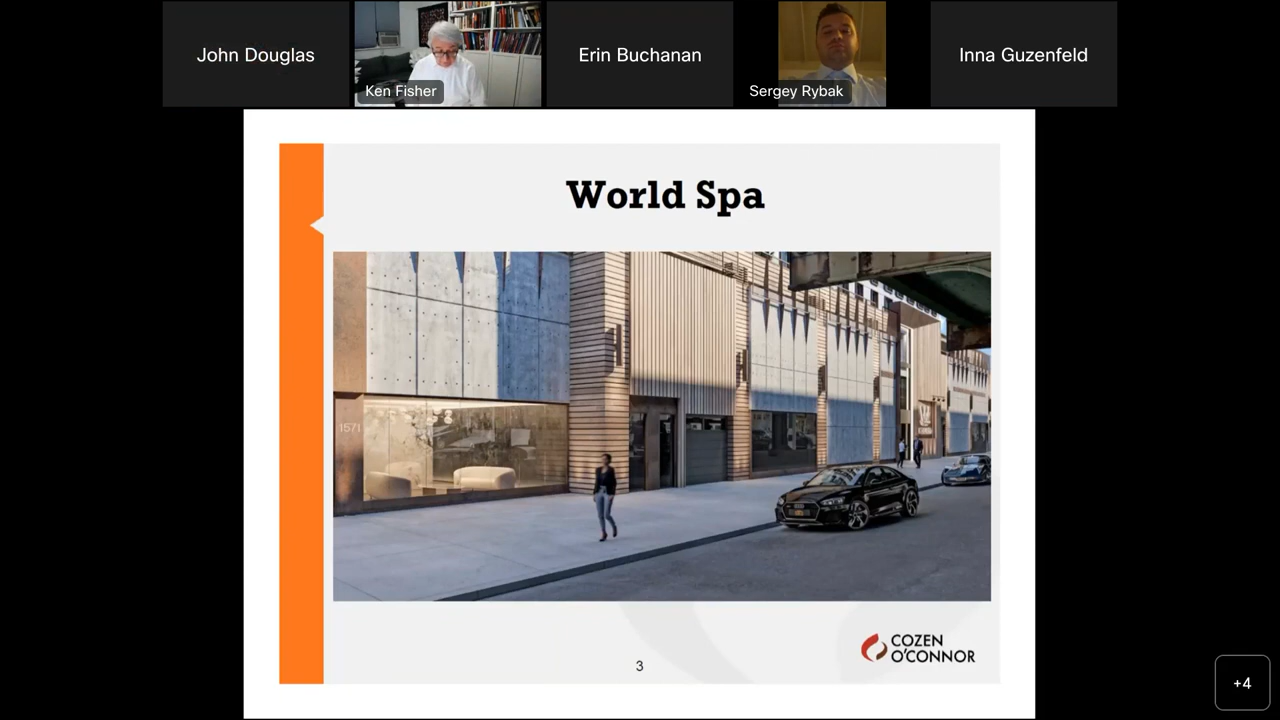 John Douglas
Ken Fisher
Erin Buchanan
Sergey Rybak
Inna Guzenfeld
World Spa
1571
COZEN
O'CONNOR
3
+4